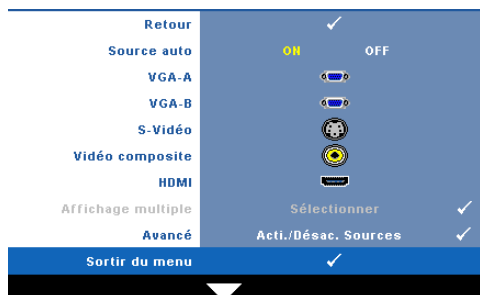 Retour
Source auto ON OFF
VGA-A
VGA-B
S-Vidéo
Vidéo composite
HDMI
Affichage multiple Sélectionner
Avancé Acti./Désac. Sources
Sortir du menu